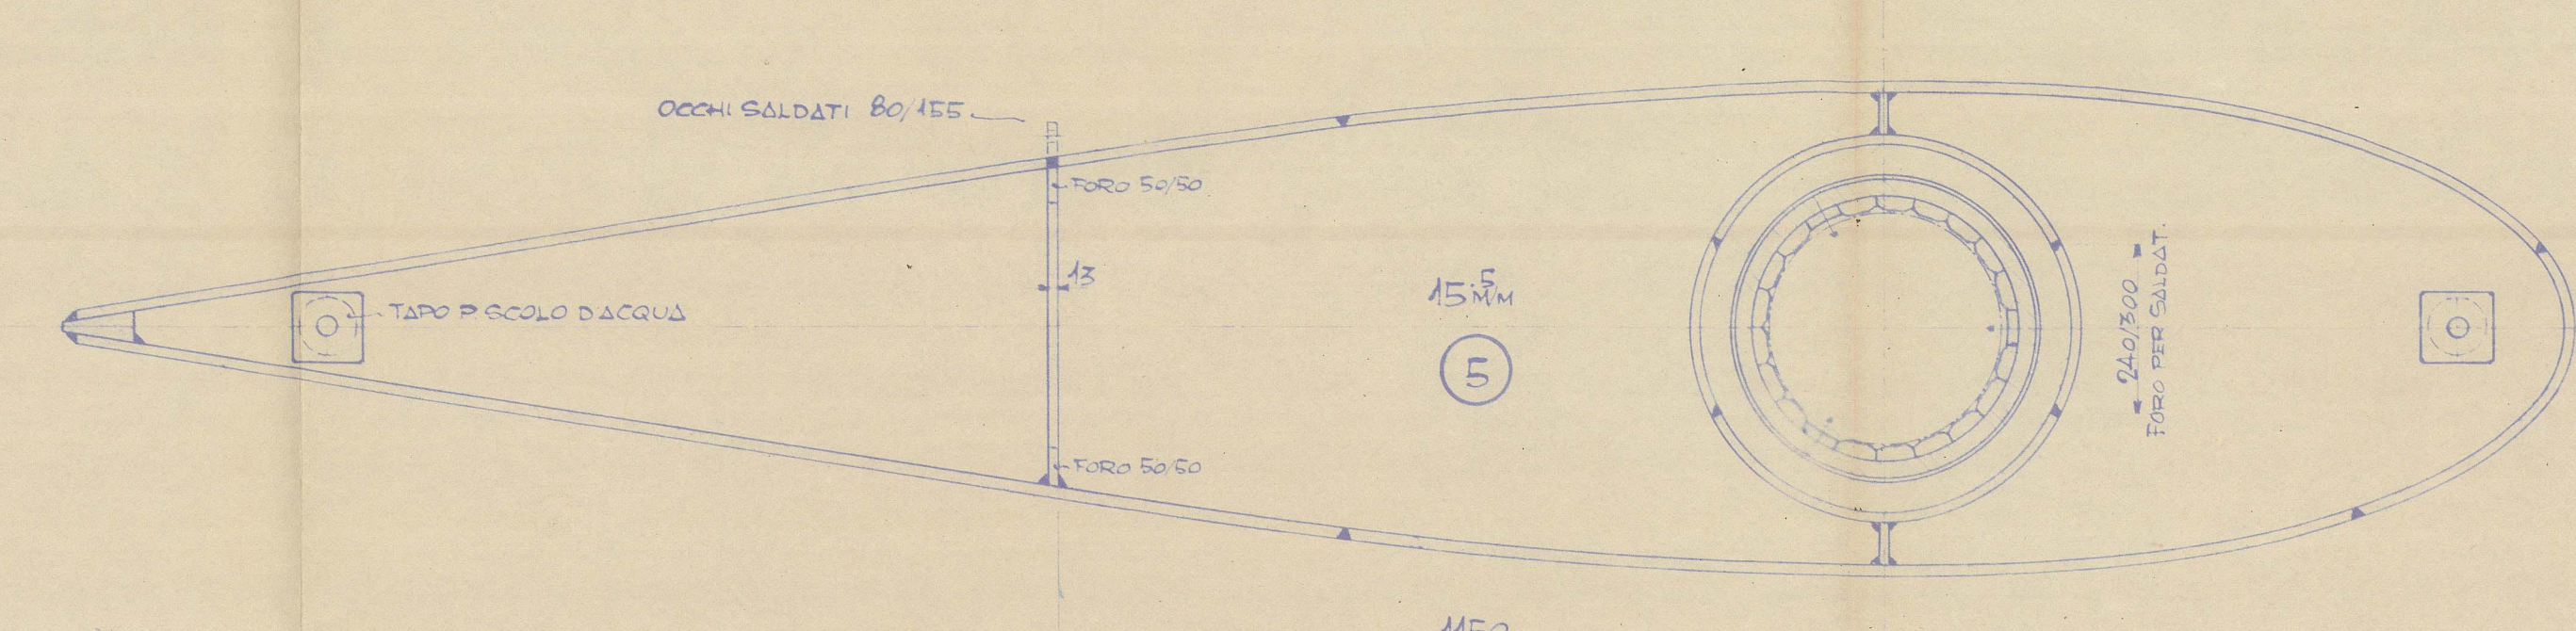 OCCHI SALDATI 80/155
FORO 50/50
13
TAPO P. SCOLO D'ACQUA
15.5 M/M
5
240/300
FORO PER SALDAT.
FORO 50/50
1150